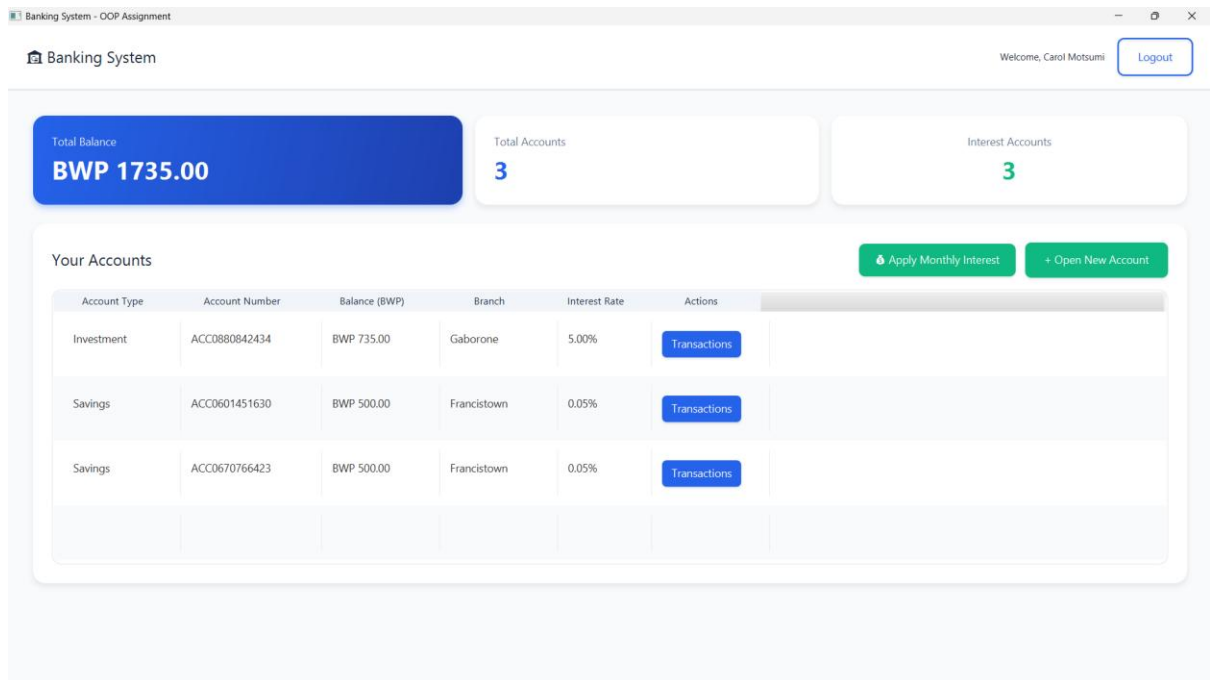 Banking System - OOP Assignment
Banking System
Welcome, Carol Motsumi
Logout
Total Balance
BWP 1735.00
Total Accounts
3
Interest Accounts
3
Your Accounts
Apply Monthly Interest
+ Open New Account
Account Type Account Number Balance (BWP) Branch Interest Rate Actions
Investment ACC0880842434 BWP 735.00 Gaborone 5.00% Transactions
Savings ACC0601451630 BWP 500.00 Francistown 0.05% Transactions
Savings ACC0670766423 BWP 500.00 Francistown 0.05% Transactions